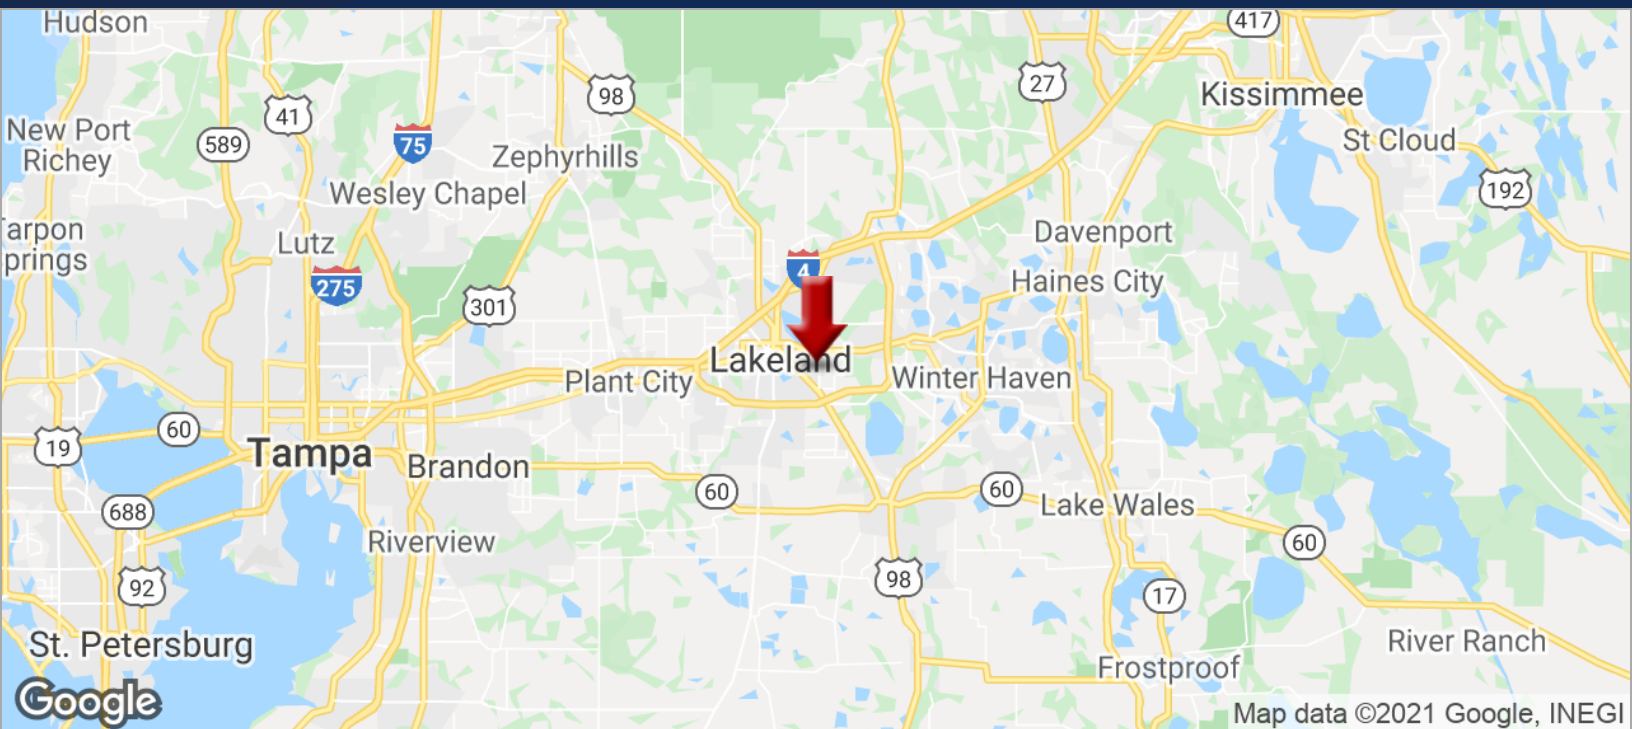 Hudson
417
98
27
Kissimmee
41
New Port
Richey
589
75
St Cloud
Zephyrhills
Wesley Chapel
192
arpon
prings
Lutz
Davenport
4
275
Haines City
301
Lakeland
Plant City
Winter Haven
60
19
Tampa
Brandon
60
60
Lake Wales
688
Riverview
60
92
98
17
St. Petersburg
River Ranch
Frostproof
Google
Map data ©2021 Google, INEGI